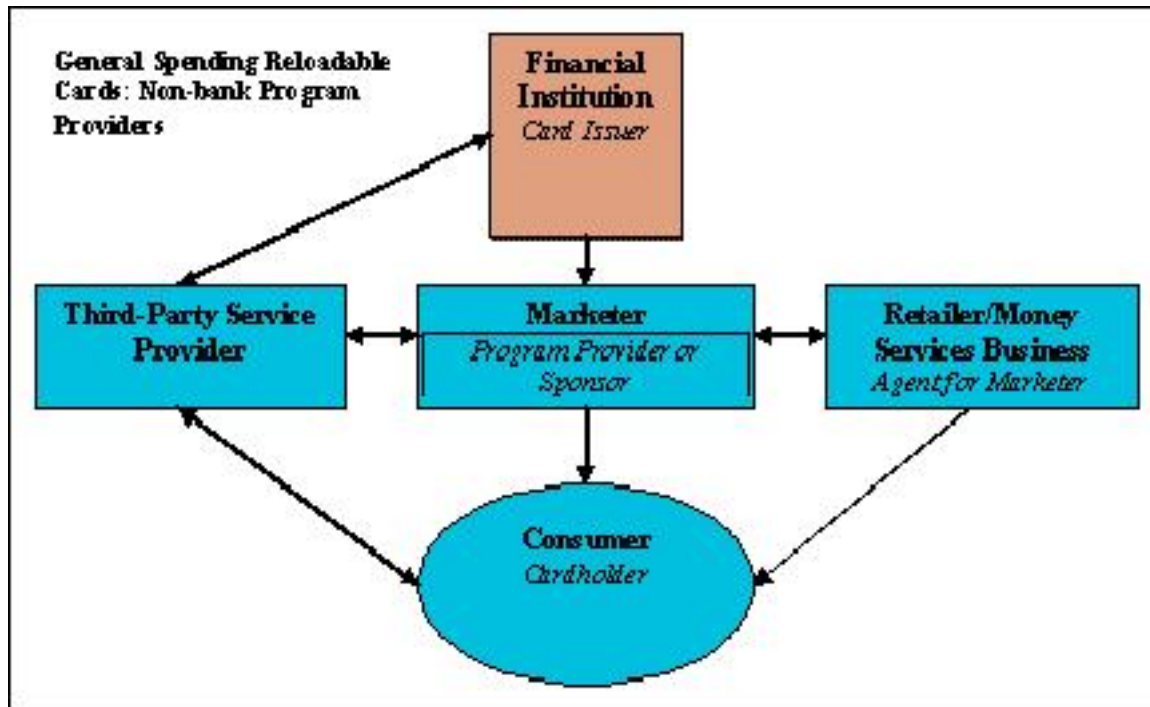 General Spending Reloadable
Cards: Non-bank Program
Providers
Financial
Institution
Card Issuer
Third-Party Service
Provider
Marketer
Program Provider or
Sponsor
Retailer/Money
Services Business
Agent for Marketer
Consumer
Cardholder